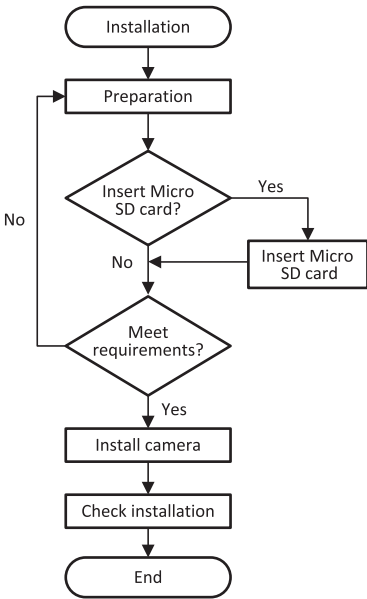 Installation
Preparation
Insert Micro
SD card?
Yes
No
No
Insert Micro
SD card
Meet
requirements?
Yes
Install camera
Check installation
End